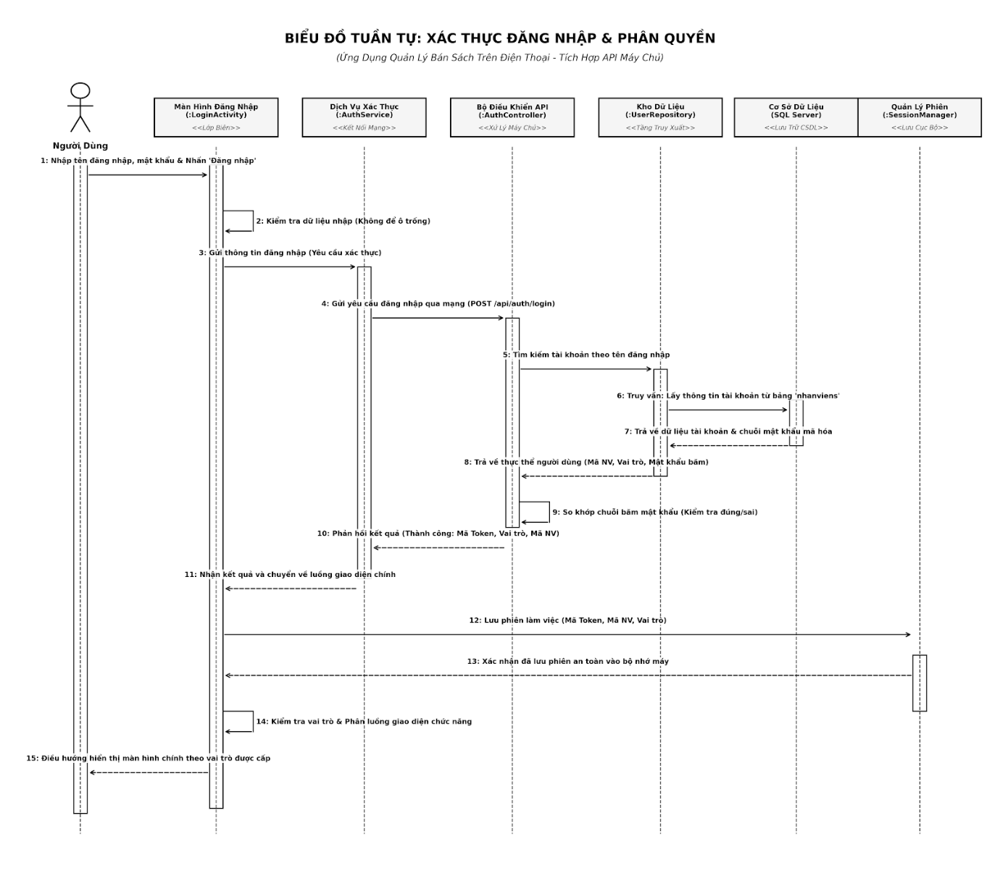 BIỂU ĐỒ TUẦN TỰ: XÁC THỰC ĐĂNG NHẬP & PHÂN QUYỀN
(Ứng Dụng Quản Lý Bán Sách Trên Điện Thoại - Tích Hợp API Máy Chủ)
Người Dùng
Màn Hình Đăng Nhập
(:LoginActivity)
<<Lớp Biên>>
Dịch Vụ Xác Thực
(:AuthService)
<<Kết Nối Mạng>>
Bộ Điều Khiển API
(:AuthController)
<<Xử Lý Máy Chủ>>
Kho Dữ Liệu
(:UserRepository)
<<Tầng Truy Xuất>>
Cơ Sở Dữ Liệu
(SQL Server)
<<Lưu Trữ CSDL>>
Quản Lý Phiên
(:SessionManager)
<<Lưu Cục Bộ>>
1: Nhập tên đăng nhập, mật khẩu & Nhấn 'Đăng nhập'
2: Kiểm tra dữ liệu nhập (Không để ô trống)
3: Gửi thông tin đăng nhập (Yêu cầu xác thực)
4: Gửi yêu cầu đăng nhập qua mạng (POST /api/auth/login)
5: Tìm kiếm tài khoản theo tên đăng nhập
6: Truy vấn: Lấy thông tin tài khoản từ bảng 'nhanviens'
7: Trả về dữ liệu tài khoản & chuỗi mật khẩu mã hóa
8: Trả về thực thể người dùng (Mã NV, Vai trò, Mật khẩu băm)
9: So khớp chuỗi băm mật khẩu (Kiểm tra đúng/sai)
10: Phản hồi kết quả (Thành công: Mã Token, Vai trò, Mã NV)
11: Nhận kết quả và chuyển về luồng giao diện chính
12: Lưu phiên làm việc (Mã Token, Mã NV, Vai trò)
13: Xác nhận đã lưu phiên an toàn vào bộ nhớ máy
14: Kiểm tra vai trò & Phân luồng giao diện chức năng
15: Điều hướng hiển thị màn hình chính theo vai trò được cấp